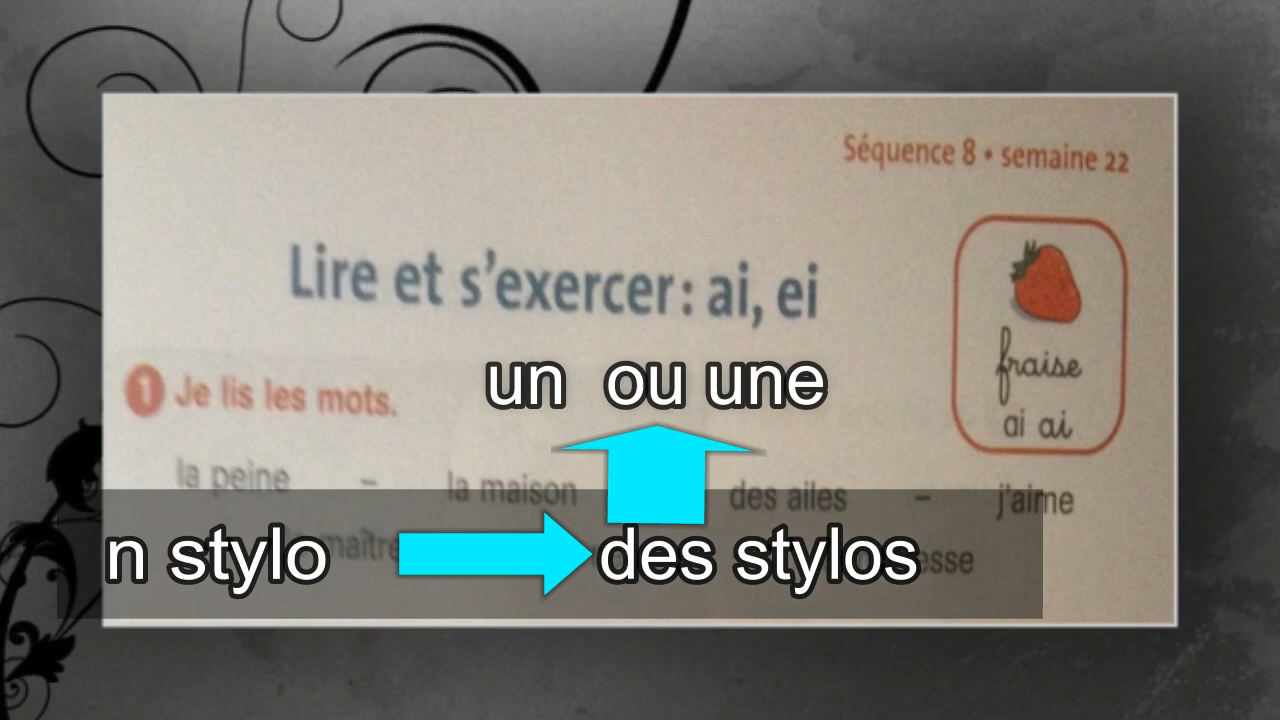 Séquence 8 • semaine 22
Lire et s'exercer : ai, ei
fraise
ai ai
1 Je lis les mots.
un ou une
la peine – la maison des ailes – j'aime
n stylo des stylos